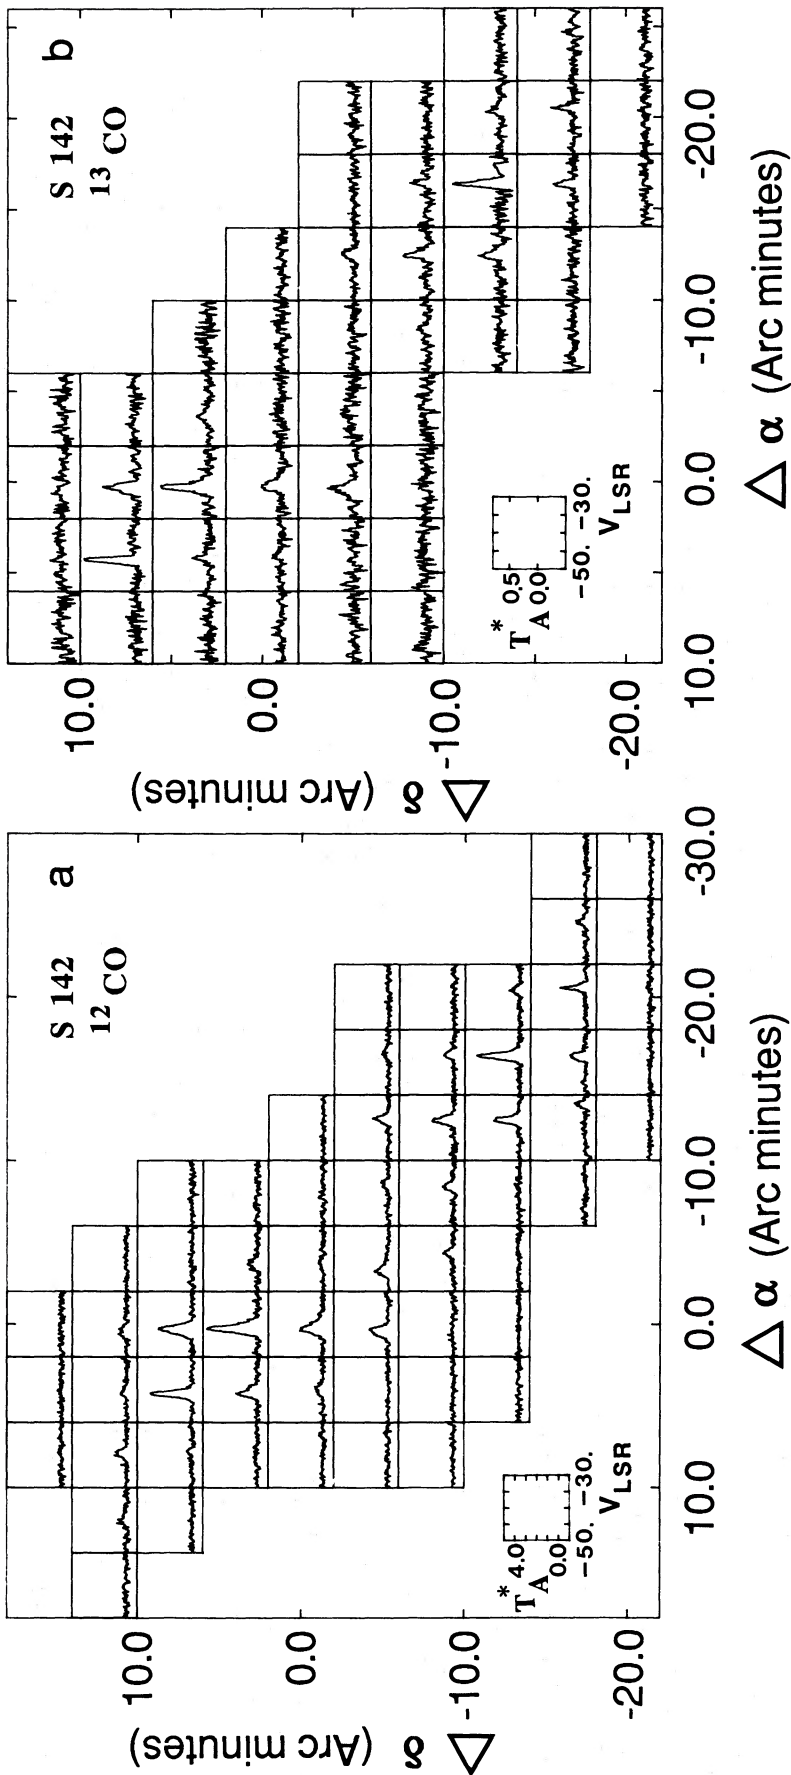 a
S 142
12 CO
Δ δ (Arc minutes)
10.0
0.0
-10.0
-20.0
T*A
4.0
0.0
-50. -30.
VLSR
10.0 0.0 -10.0 -20.0 -30.0
Δ α (Arc minutes)
b
S 142
13 CO
Δ δ (Arc minutes)
10.0
0.0
-10.0
-20.0
T*A
0.5
0.0
-50. -30.
VLSR
10.0 0.0 -10.0 -20.0
Δ α (Arc minutes)